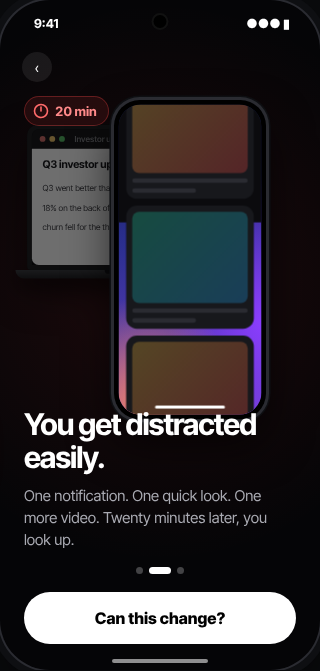 9:41
20 min
Investor u
Q3 investor up
Q3 went better tha
18% on the back of
churn fell for the th
You get distracted
easily.
One notification. One quick look. One
more video. Twenty minutes later, you
look up.
Can this change?